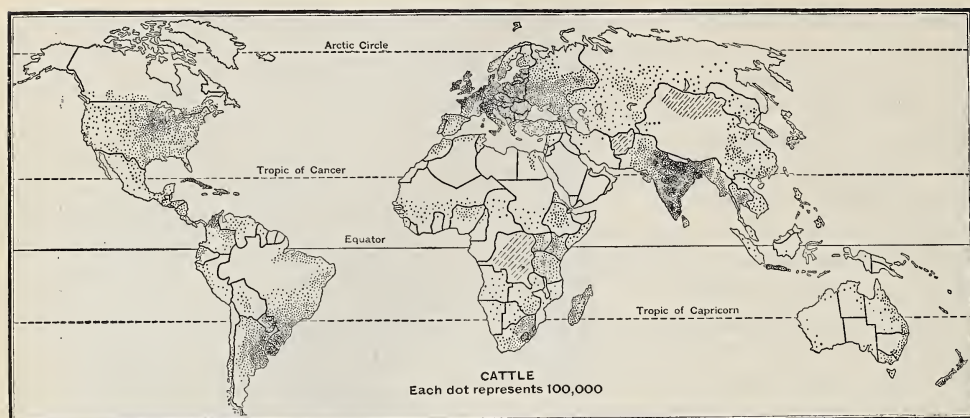 Arctic Circle
Tropic of Cancer
Equator
Tropic of Capricorn
CATTLE
Each dot represents 100,000